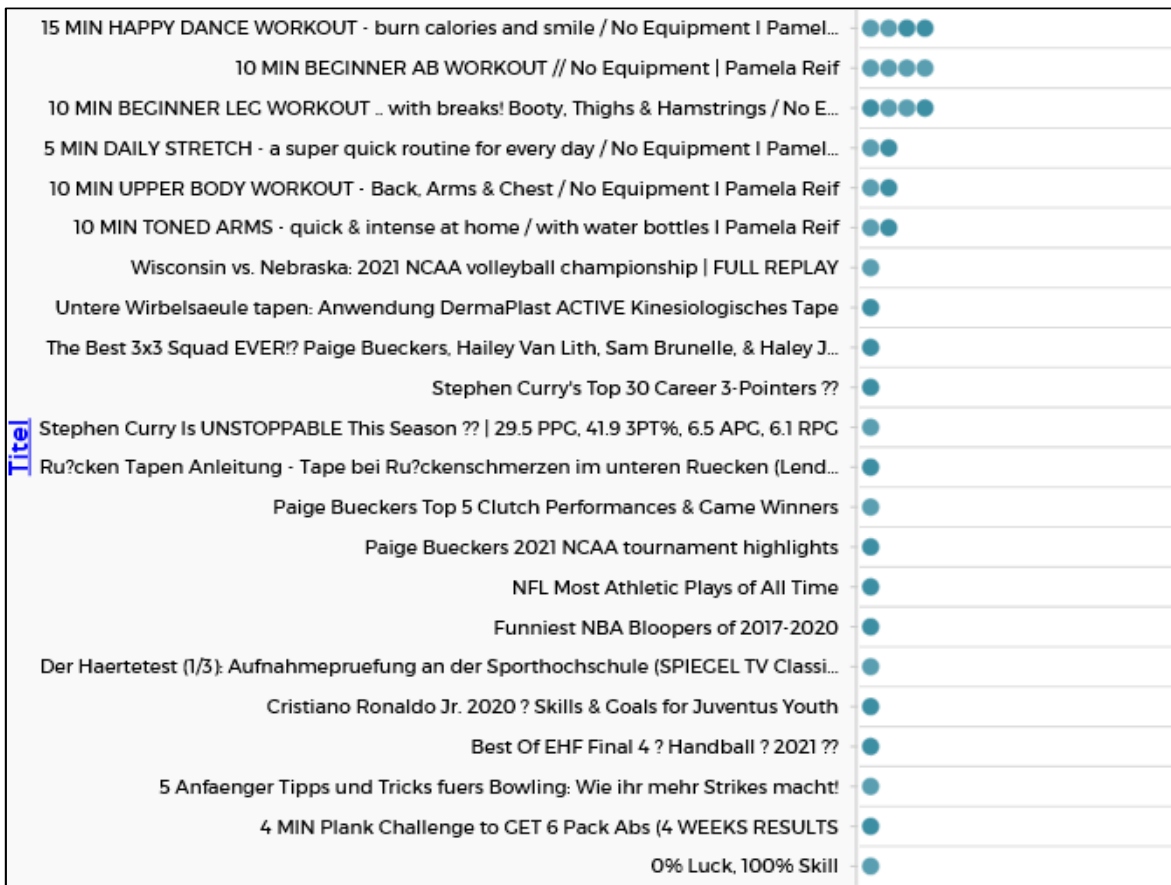 15 MIN HAPPY DANCE WORKOUT - burn calories and smile / No Equipment I Pamel...
10 MIN BEGINNER AB WORKOUT // No Equipment | Pamela Reif
10 MIN BEGINNER LEG WORKOUT .. with breaks! Booty, Thighs & Hamstrings / No E...
5 MIN DAILY STRETCH - a super quick routine for every day / No Equipment I Pamel...
10 MIN UPPER BODY WORKOUT - Back, Arms & Chest / No Equipment I Pamela Reif
10 MIN TONED ARMS - quick & intense at home / with water bottles I Pamela Reif
Wisconsin vs. Nebraska: 2021 NCAA volleyball championship | FULL REPLAY
Untere Wirbelsaeule tapen: Anwendung DermaPlast ACTIVE Kinesiologisches Tape
The Best 3x3 Squad EVER!? Paige Bueckers, Hailey Van Lith, Sam Brunelle, & Haley J...
Stephen Curry's Top 30 Career 3-Pointers ??
Titel
Stephen Curry Is UNSTOPPABLE This Season ?? | 29.5 PPG, 41.9 3PT%, 6.5 APG, 6.1 RPG
Ru?cken Tapen Anleitung - Tape bei Ru?ckenschmerzen im unteren Ruecken (Lend...
Paige Bueckers Top 5 Clutch Performances & Game Winners
Paige Bueckers 2021 NCAA tournament highlights
NFL Most Athletic Plays of All Time
Funniest NBA Bloopers of 2017-2020
Der Haertetest (1/3): Aufnahmepruefung an der Sporthochschule (SPIEGEL TV Classi...
Cristiano Ronaldo Jr. 2020 ? Skills & Goals for Juventus Youth
Best Of EHF Final 4 ? Handball ? 2021 ??
5 Anfaenger Tipps und Tricks fuers Bowling: Wie ihr mehr Strikes macht!
4 MIN Plank Challenge to GET 6 Pack Abs (4 WEEKS RESULTS
0% Luck, 100% Skill